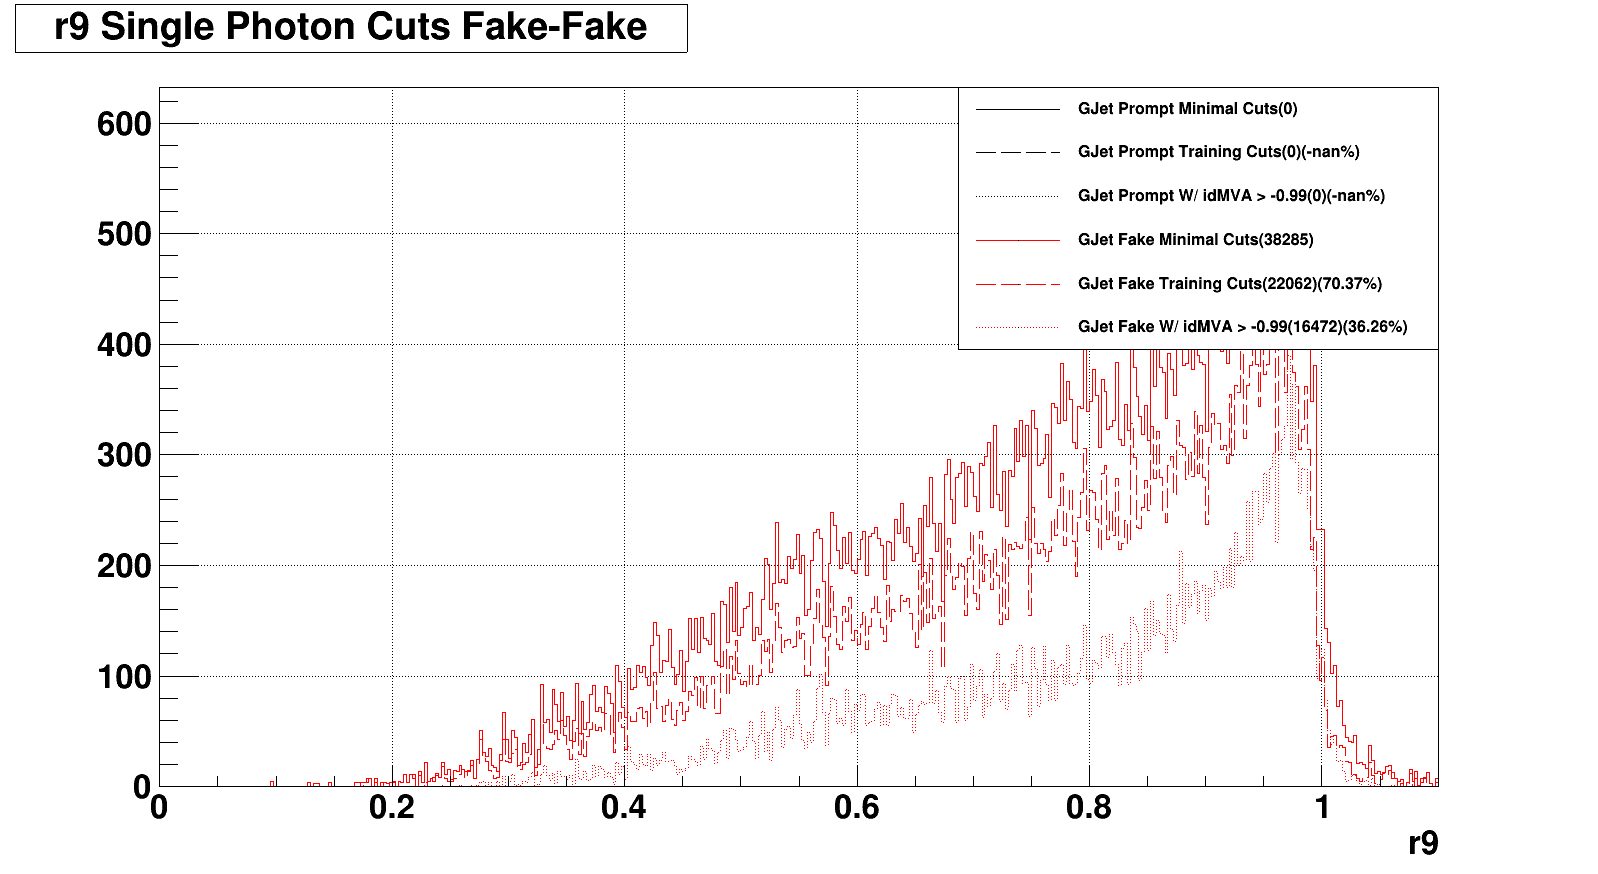 r9 Single Photon Cuts Fake-Fake
GJet Prompt Minimal Cuts(0)
GJet Prompt Training Cuts(0)(-nan%)
GJet Prompt W/ idMVA > -0.99(0)(-nan%)
GJet Fake Minimal Cuts(38285)
GJet Fake Training Cuts(22062)(70.37%)
GJet Fake W/ idMVA > -0.99(16472)(36.26%)
600
500
400
300
200
100
0
0 0.2 0.4 0.6 0.8 1
r9